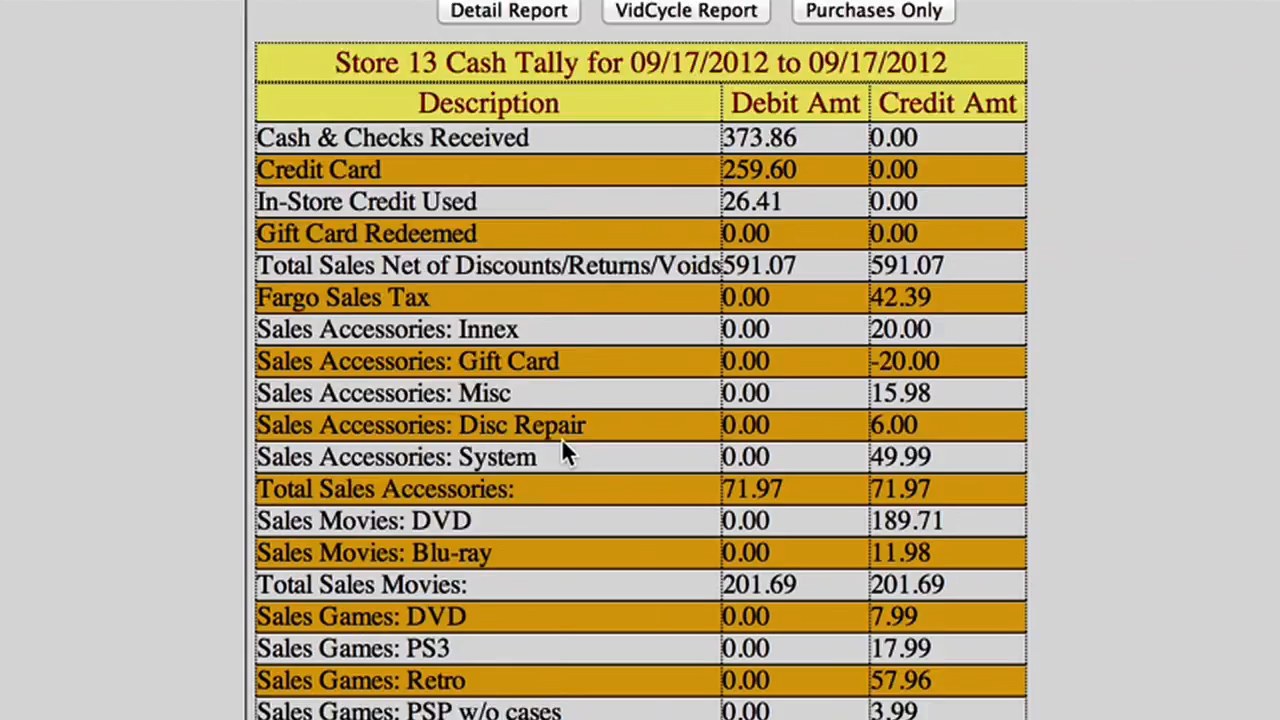 Detail Report VidCycle Report Purchases Only
Store 13 Cash Tally for 09/17/2012 to 09/17/2012
Description Debit Amt Credit Amt
Cash & Checks Received 373.86 0.00
Credit Card 259.60 0.00
In-Store Credit Used 26.41 0.00
Gift Card Redeemed 0.00 0.00
Total Sales Net of Discounts/Returns/Voids 591.07 591.07
Fargo Sales Tax 0.00 42.39
Sales Accessories: Innex 0.00 20.00
Sales Accessories: Gift Card 0.00 -20.00
Sales Accessories: Misc 0.00 15.98
Sales Accessories: Disc Repair 0.00 6.00
Sales Accessories: System 0.00 49.99
Total Sales Accessories: 71.97 71.97
Sales Movies: DVD 0.00 189.71
Sales Movies: Blu-ray 0.00 11.98
Total Sales Movies: 201.69 201.69
Sales Games: DVD 0.00 7.99
Sales Games: PS3 0.00 17.99
Sales Games: Retro 0.00 57.96
Sales Games: PSP w/o cases 0.00 3.99